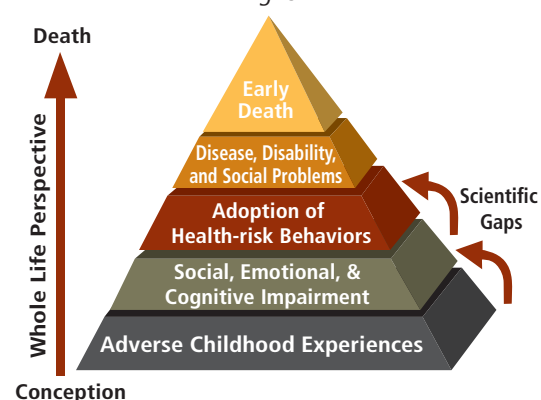 Death
Early
Death
Disease, Disability,
and Social Problems
Adoption of
Health-risk Behaviors
Social, Emotional, &
Cognitive Impairment
Adverse Childhood Experiences
Scientific
Gaps
Whole Life Perspective
Conception